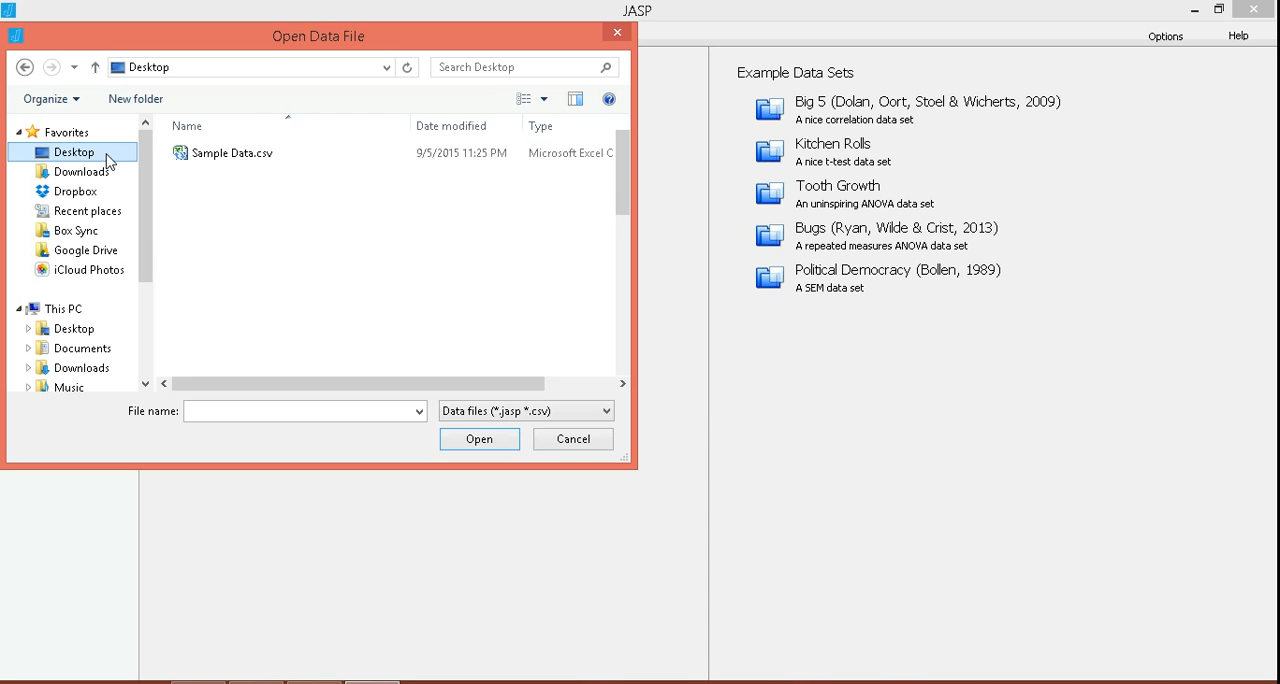 JASP
Open Data File
Options
Help
Desktop
Search Desktop
Organize
New folder
Name
Date modified
Type
Favorites
Desktop
Downloads
Dropbox
Recent places
Box Sync
Google Drive
iCloud Photos
This PC
Desktop
Documents
Downloads
Music
Sample Data.csv
9/5/2015 11:25 PM
Microsoft Excel C
File name:
Data files (*.jasp *.csv)
Open
Cancel
Example Data Sets
Big 5 (Dolan, Oort, Stoel & Wicherts, 2009)
A nice correlation data set
Kitchen Rolls
A nice t-test data set
Tooth Growth
An uninspiring ANOVA data set
Bugs (Ryan, Wilde & Crist, 2013)
A repeated measures ANOVA data set
Political Democracy (Bollen, 1989)
A SEM data set